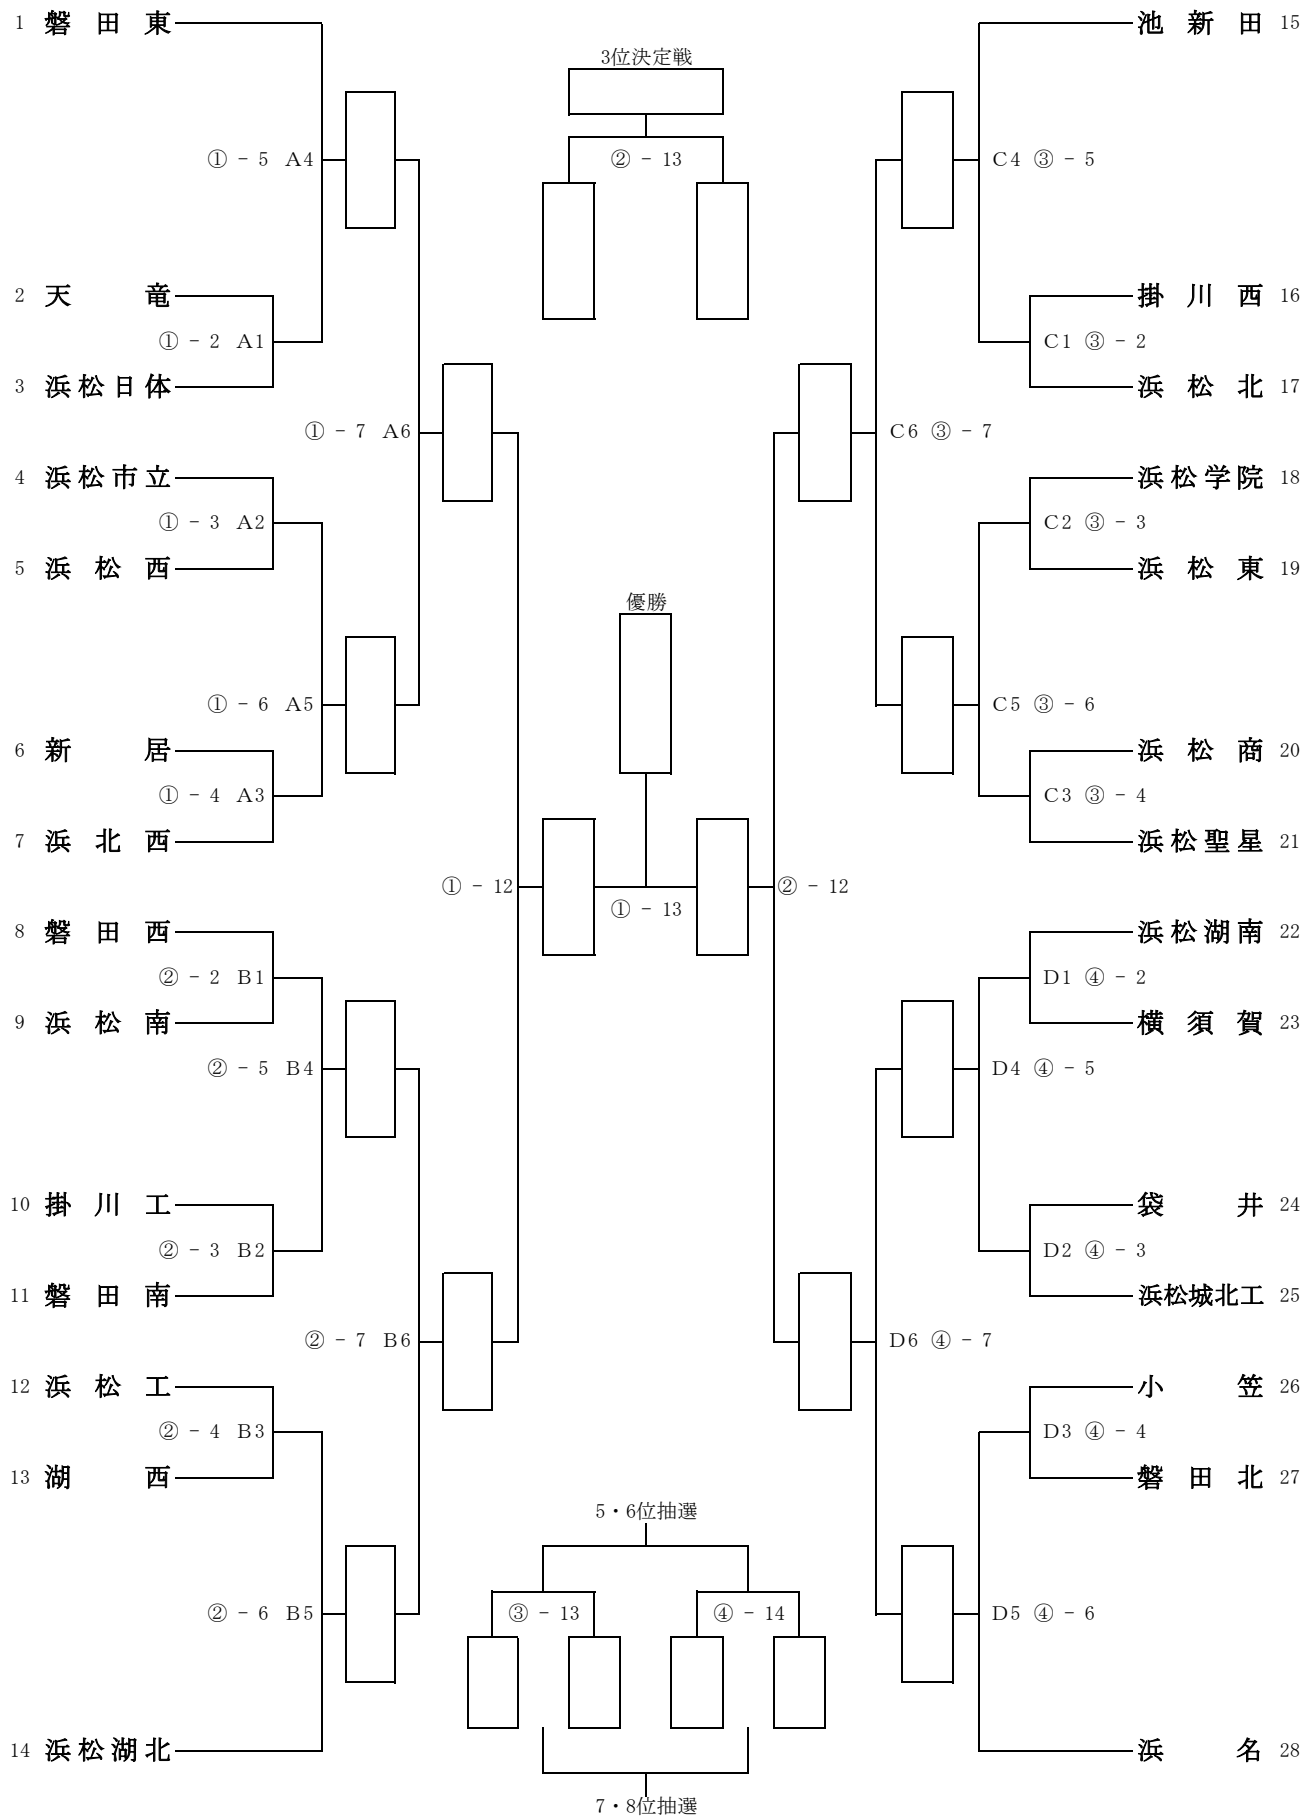 1 磐田東
池新田 15
3位決定戦
① - 5 A4
② - 13
C4 ③ - 5
2 天竜
掛川西 16
① - 2 A1
C1 ③ - 2
3 浜松日体
浜松北 17
① - 7 A6
C6 ③ - 7
4 浜松市立
浜松学院 18
① - 3 A2
C2 ③ - 3
5 浜松西
浜松東 19
優勝
① - 6 A5
C5 ③ - 6
6 新居
浜松商 20
① - 4 A3
C3 ③ - 4
7 浜北西
浜松聖星 21
① - 12
① - 13
② - 12
8 磐田西
浜松湖南 22
② - 2 B1
D1 ④ - 2
9 浜松南
横須賀 23
② - 5 B4
D4 ④ - 5
10 掛川工
袋井 24
② - 3 B2
D2 ④ - 3
11 磐田南
浜松城北工 25
② - 7 B6
D6 ④ - 7
12 浜松工
小笠 26
② - 4 B3
D3 ④ - 4
13 湖西
磐田北 27
5・6位抽選
② - 6 B5
③ - 13
④ - 14
D5 ④ - 6
14 浜松湖北
浜名 28
7・8位抽選